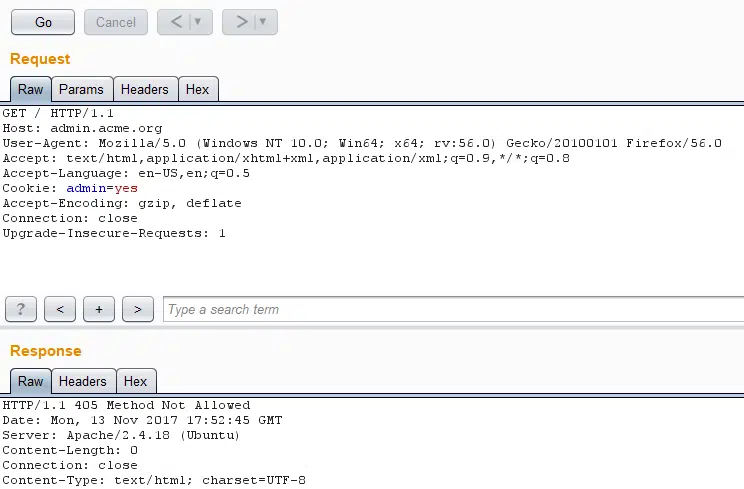 Go Cancel < ▼ > ▼
Request
Raw Params Headers Hex
GET / HTTP/1.1
Host: admin.acme.org
User-Agent: Mozilla/5.0 (Windows NT 10.0; Win64; x64; rv:56.0) Gecko/20100101 Firefox/56.0
Accept: text/html,application/xhtml+xml,application/xml;q=0.9,*/*;q=0.8
Accept-Language: en-US,en;q=0.5
Cookie: admin=yes
Accept-Encoding: gzip, deflate
Connection: close
Upgrade-Insecure-Requests: 1
? < + > Type a search term
Response
Raw Headers Hex
HTTP/1.1 405 Method Not Allowed
Date: Mon, 13 Nov 2017 17:52:45 GMT
Server: Apache/2.4.18 (Ubuntu)
Content-Length: 0
Connection: close
Content-Type: text/html; charset=UTF-8